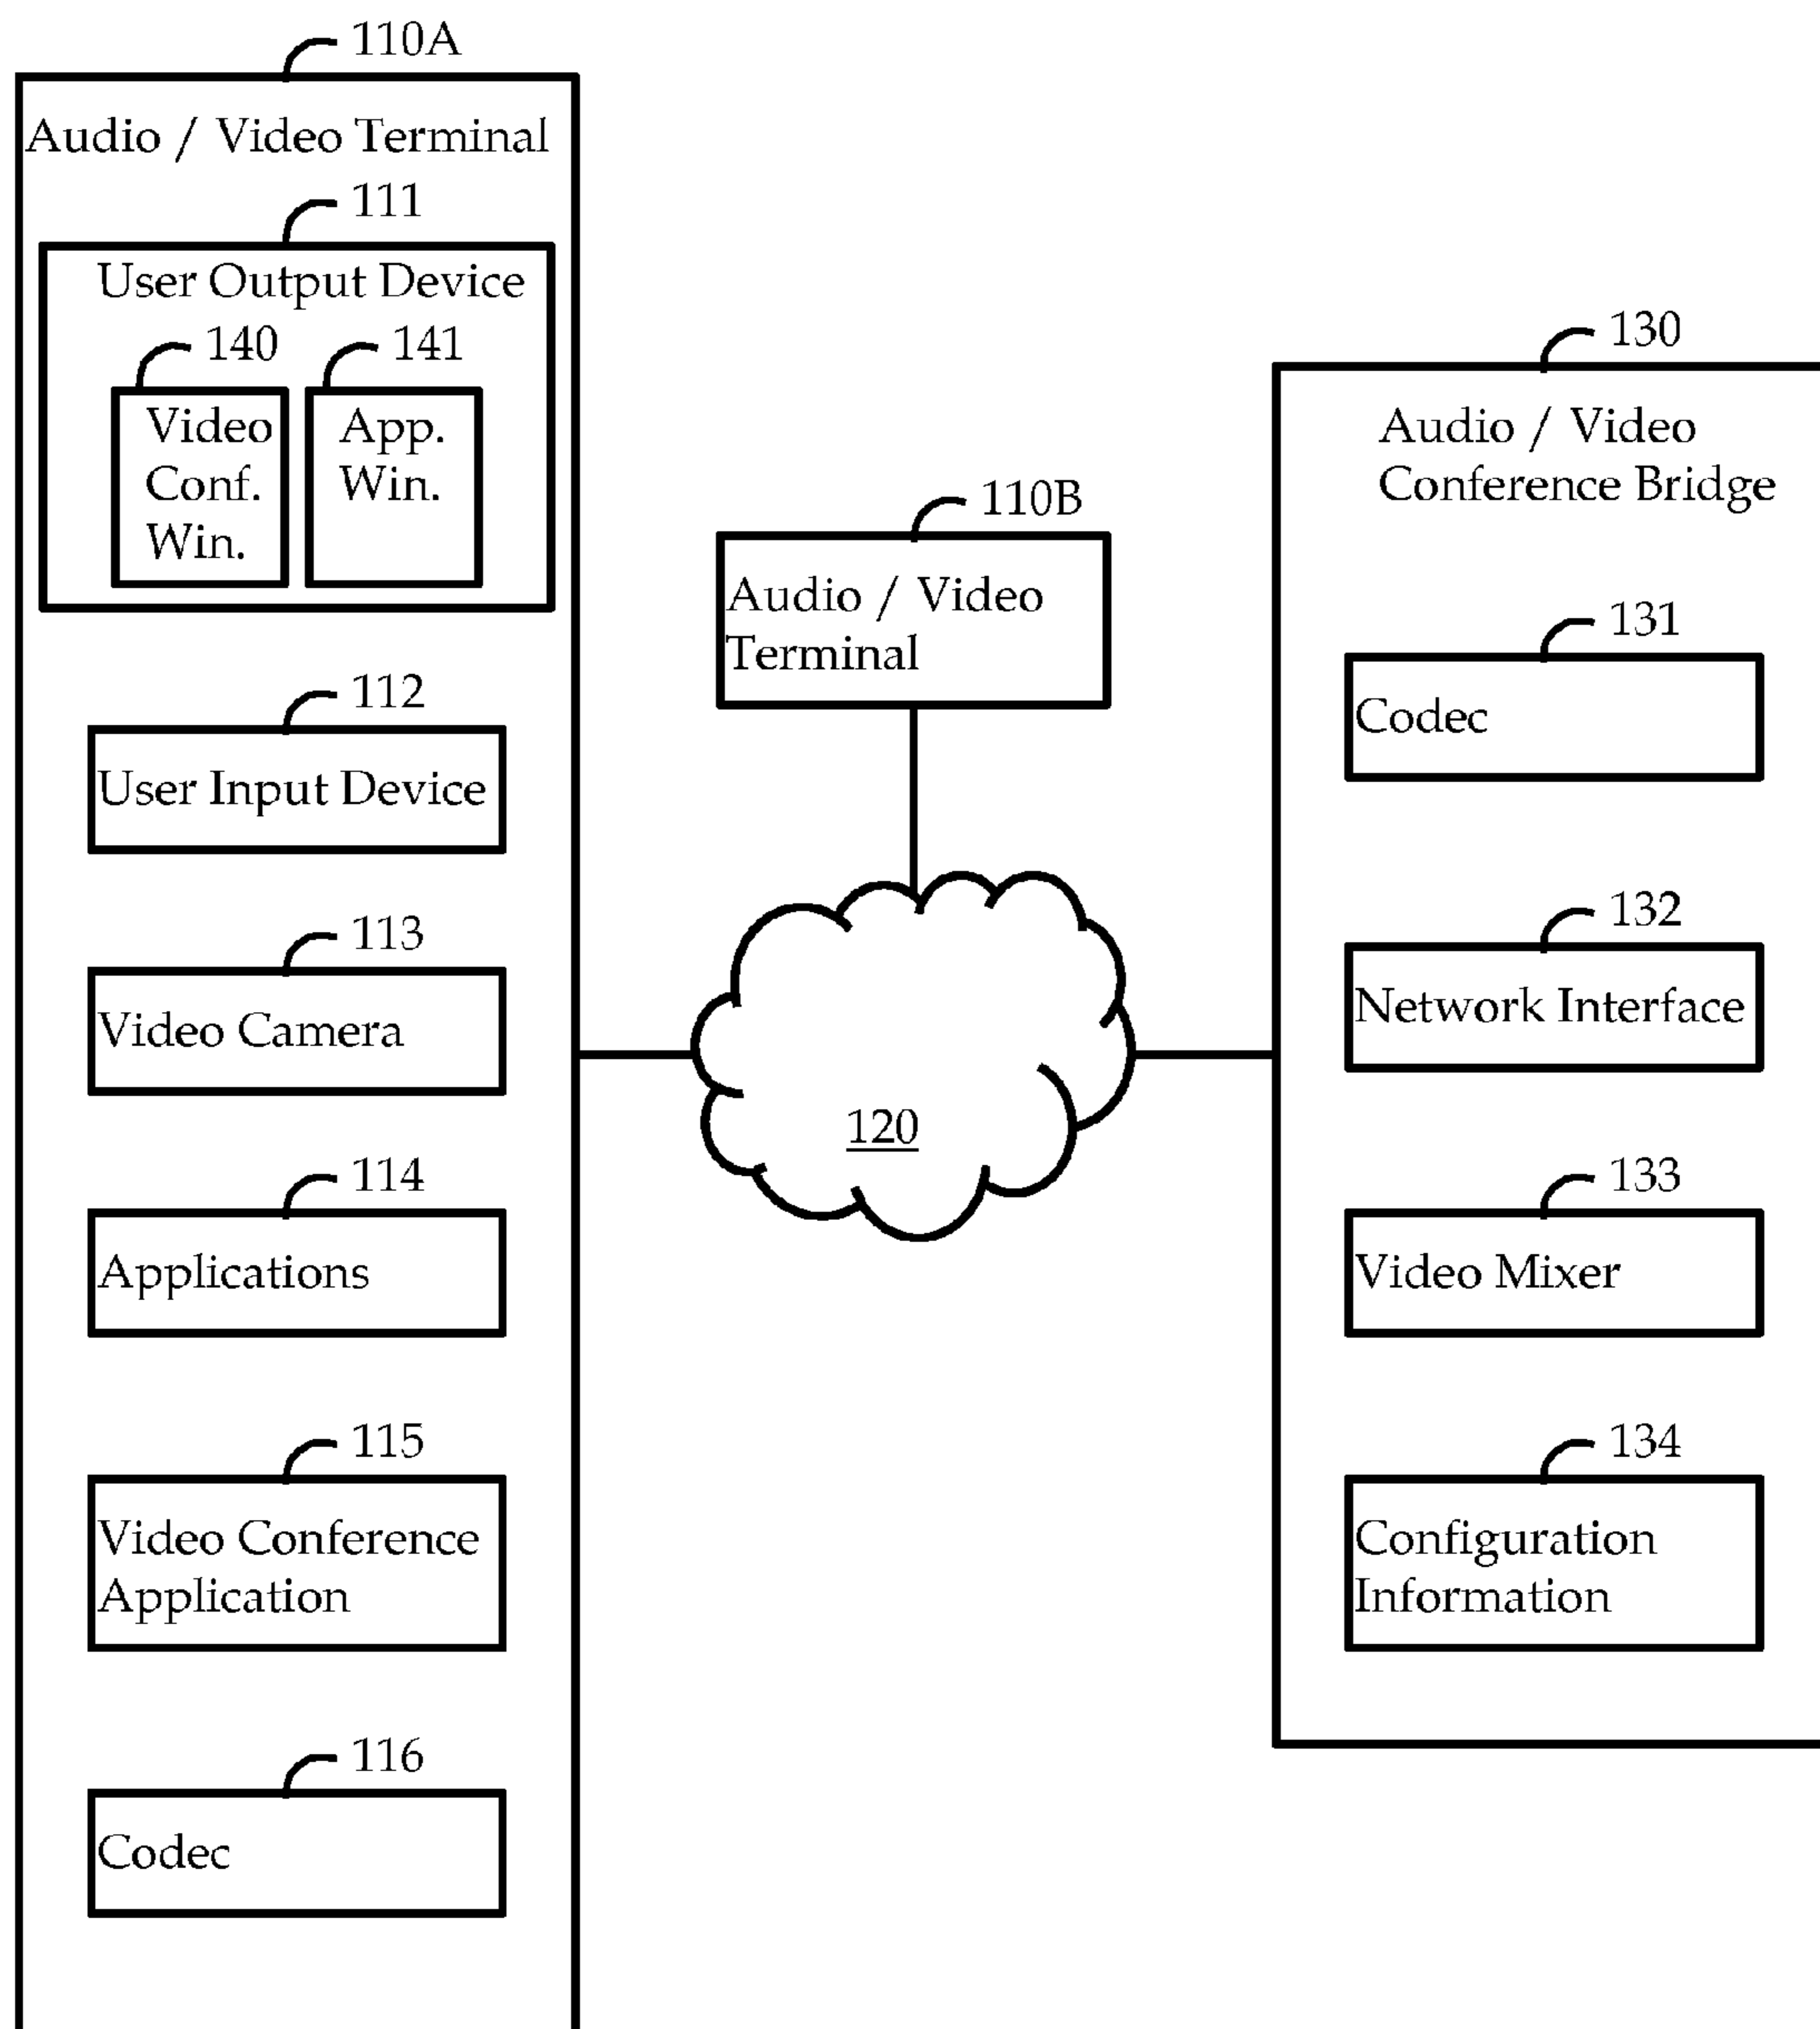 110A
Audio / Video Terminal
111
User Output Device
140
141
Video
Conf.
Win.
App.
Win.
112
User Input Device
113
Video Camera
114
Applications
115
Video Conference
Application
116
Codec
110B
Audio / Video
Terminal
120
130
Audio / Video
Conference Bridge
131
Codec
132
Network Interface
133
Video Mixer
134
Configuration
Information